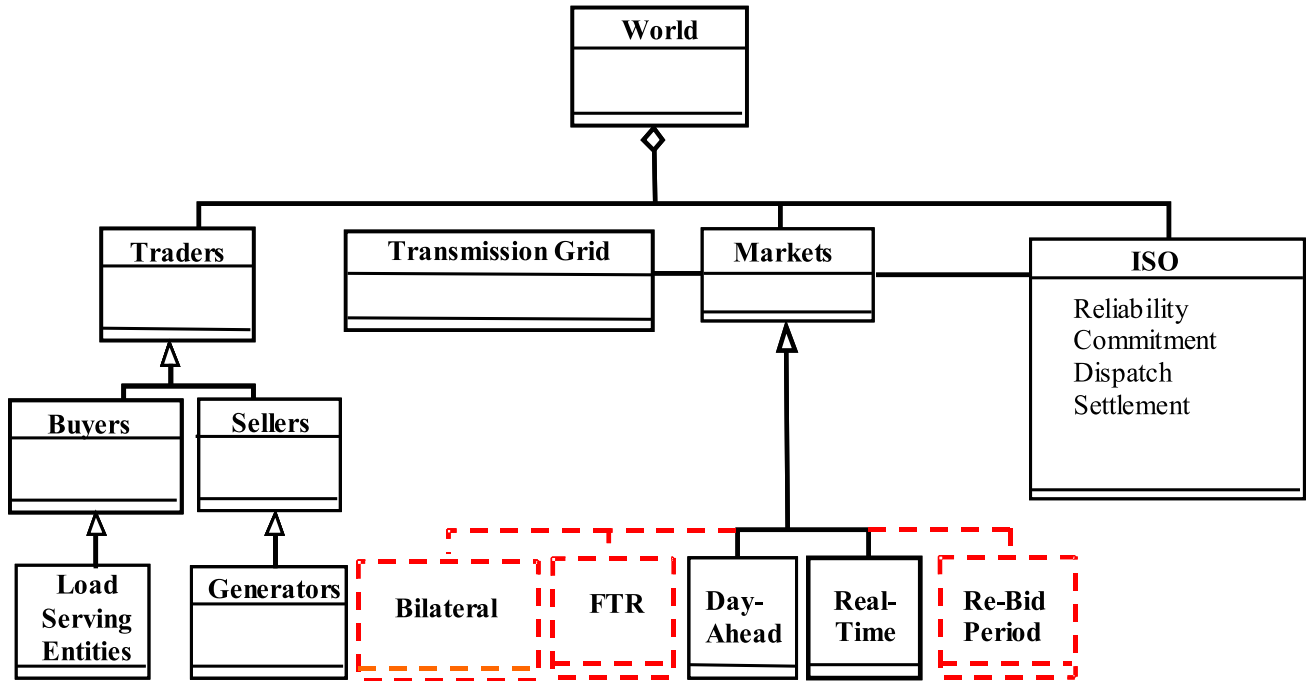 World
Traders
Transmission Grid
Markets
ISO
Reliability
Commitment
Dispatch
Settlement
Buyers
Sellers
Load
Serving
Entities
Generators
Bilateral
FTR
Day-
Ahead
Real-
Time
Re-Bid
Period